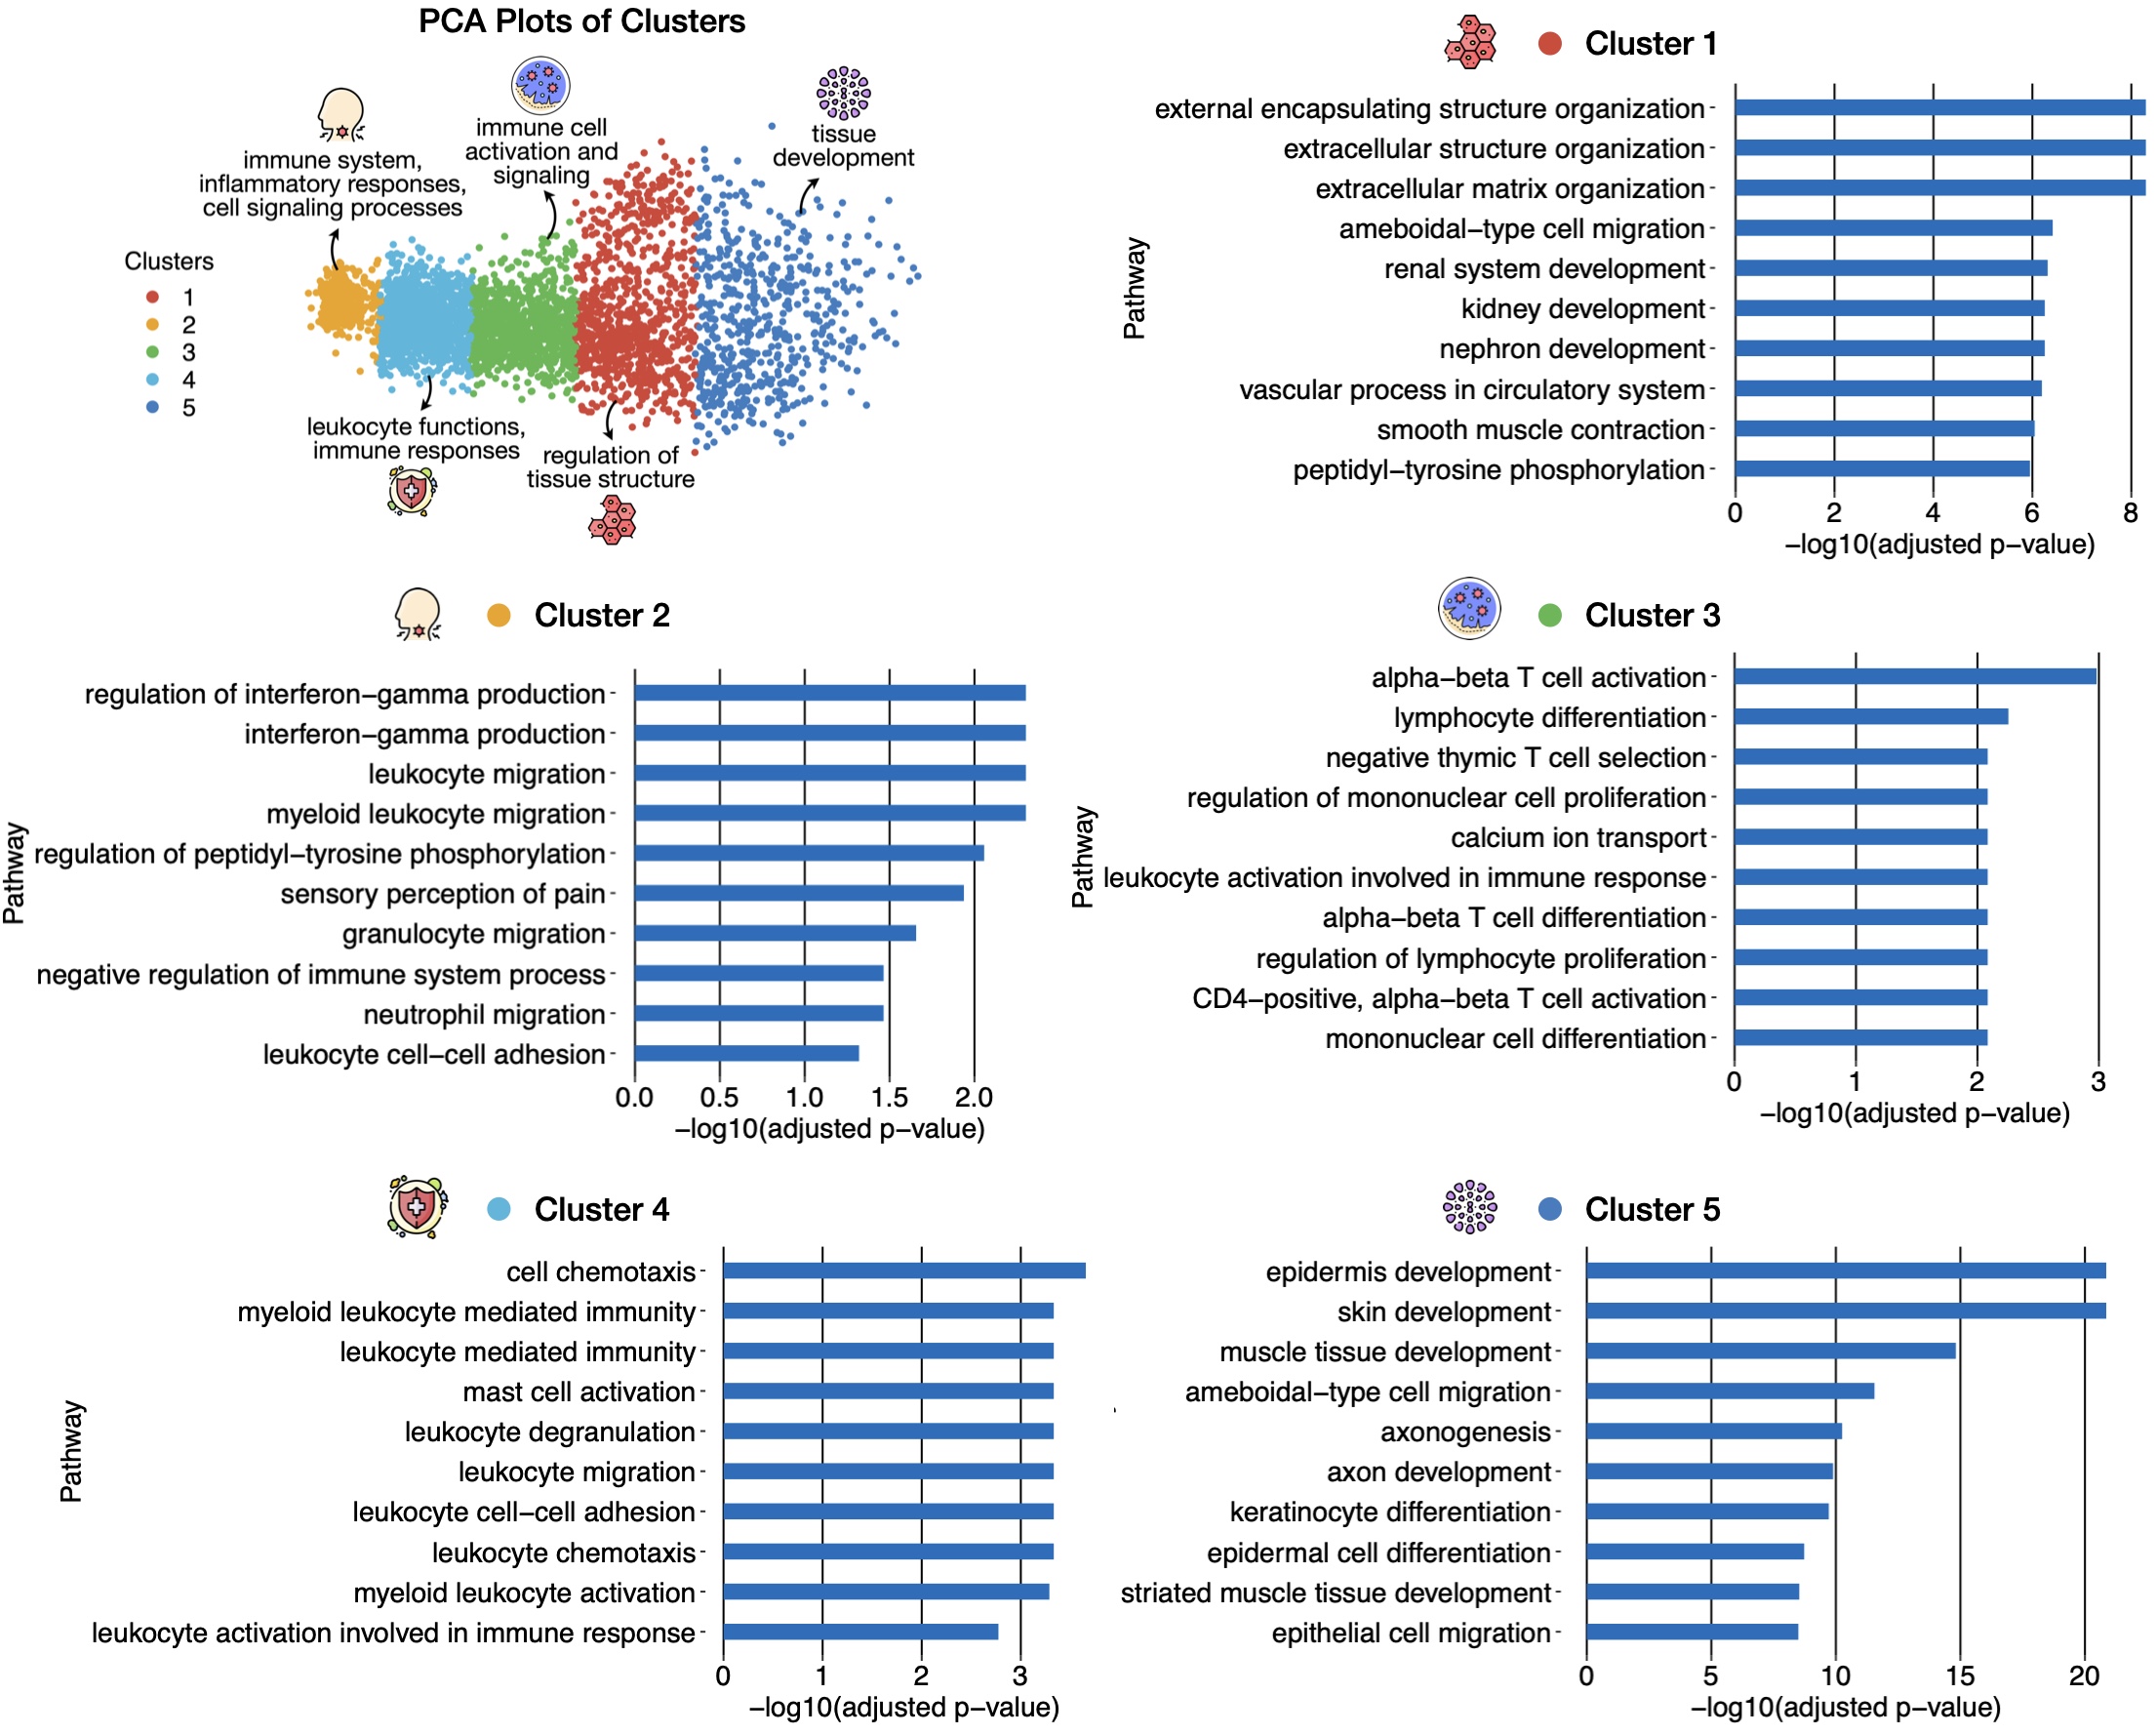 PCA Plots of Clusters
immune system,
inflammatory responses,
cell signaling processes
immune cell
activation and
signaling
tissue
development
Clusters
1
2
3
4
5
leukocyte functions,
immune responses
regulation of
tissue structure
Cluster 1
Pathway
external encapsulating structure organization
extracellular structure organization
extracellular matrix organization
ameboidal−type cell migration
renal system development
kidney development
nephron development
vascular process in circulatory system
smooth muscle contraction
peptidyl−tyrosine phosphorylation
0 2 4 6 8
−log10(adjusted p−value)
Cluster 2
Pathway
regulation of interferon−gamma production
interferon−gamma production
leukocyte migration
myeloid leukocyte migration
regulation of peptidyl−tyrosine phosphorylation
sensory perception of pain
granulocyte migration
negative regulation of immune system process
neutrophil migration
leukocyte cell−cell adhesion
0.0 0.5 1.0 1.5 2.0
−log10(adjusted p−value)
Cluster 3
Pathway
alpha−beta T cell activation
lymphocyte differentiation
negative thymic T cell selection
regulation of mononuclear cell proliferation
calcium ion transport
leukocyte activation involved in immune response
alpha−beta T cell differentiation
regulation of lymphocyte proliferation
CD4−positive, alpha−beta T cell activation
mononuclear cell differentiation
0 1 2 3
−log10(adjusted p−value)
Cluster 4
Pathway
cell chemotaxis
myeloid leukocyte mediated immunity
leukocyte mediated immunity
mast cell activation
leukocyte degranulation
leukocyte migration
leukocyte cell−cell adhesion
leukocyte chemotaxis
myeloid leukocyte activation
leukocyte activation involved in immune response
0 1 2 3
−log10(adjusted p−value)
Cluster 5
epidermis development
skin development
muscle tissue development
ameboidal−type cell migration
axonogenesis
axon development
keratinocyte differentiation
epidermal cell differentiation
striated muscle tissue development
epithelial cell migration
0 5 10 15 20
−log10(adjusted p−value)